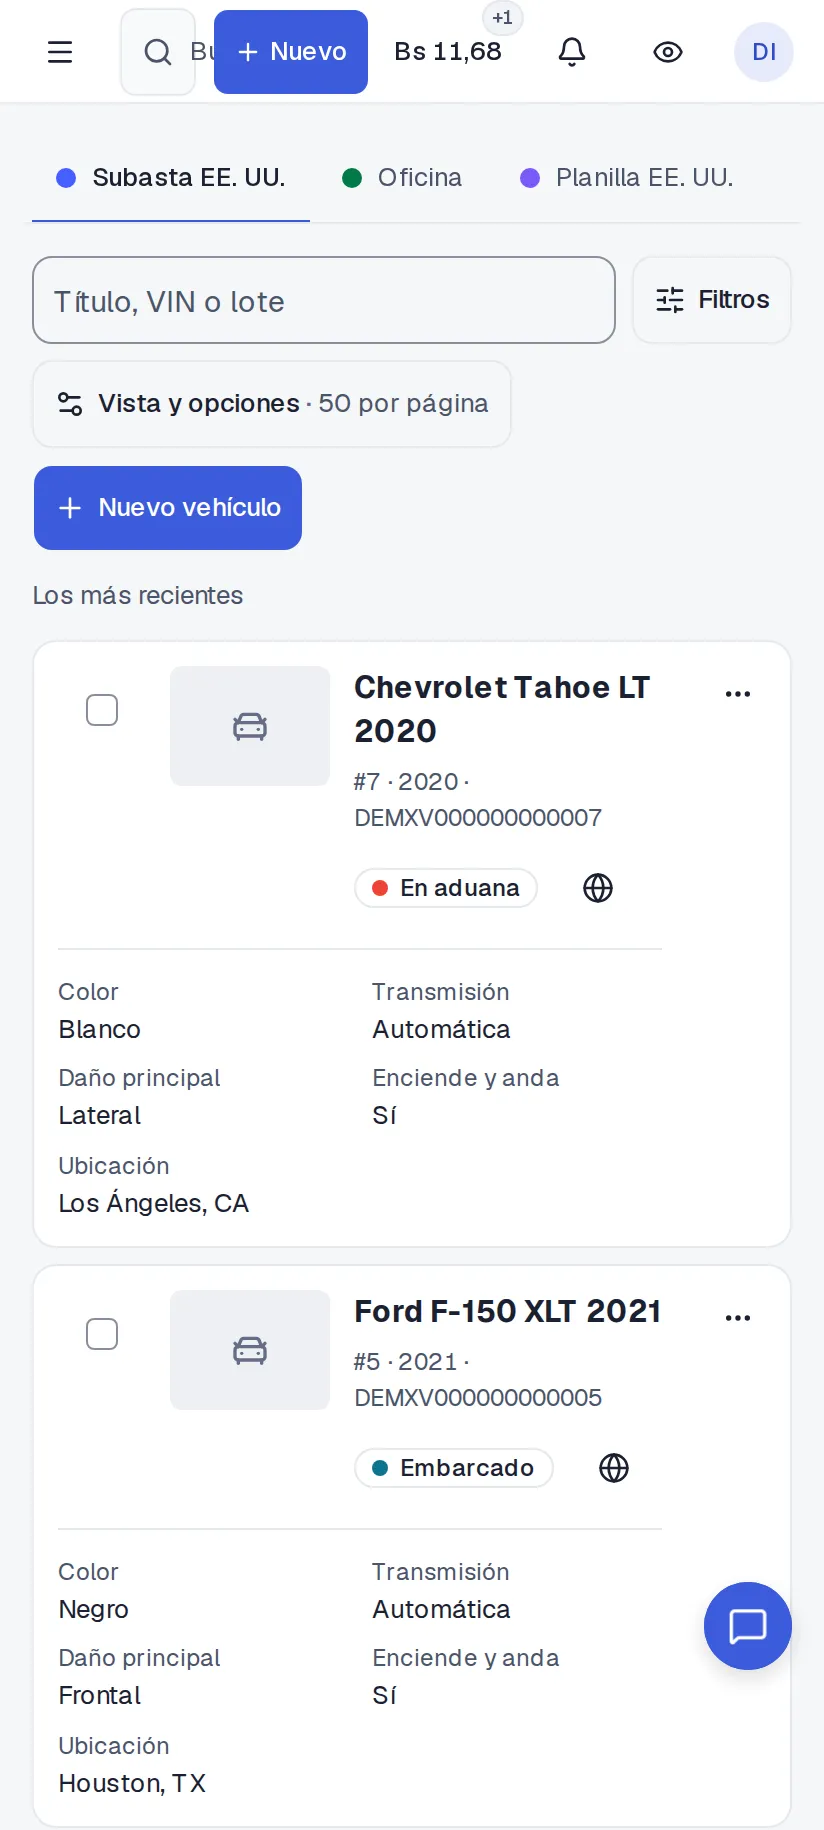 +1
Bu
Nuevo
Bs 11,68
DI
Subasta EE. UU.
Oficina
Planilla EE. UU.
Título, VIN o lote
Filtros
Vista y opciones · 50 por página
Nuevo vehículo
Los más recientes
Chevrolet Tahoe LT
2020
#7 · 2020 ·
DEMXV000000000007
En aduana
Color
Transmisión
Blanco
Automática
Daño principal
Enciende y anda
Lateral
Sí
Ubicación
Los Ángeles, CA
Ford F-150 XLT 2021
#5 · 2021 ·
DEMXV000000000005
Embarcado
Color
Transmisión
Negro
Automática
Daño principal
Enciende y anda
Frontal
Sí
Ubicación
Houston, TX